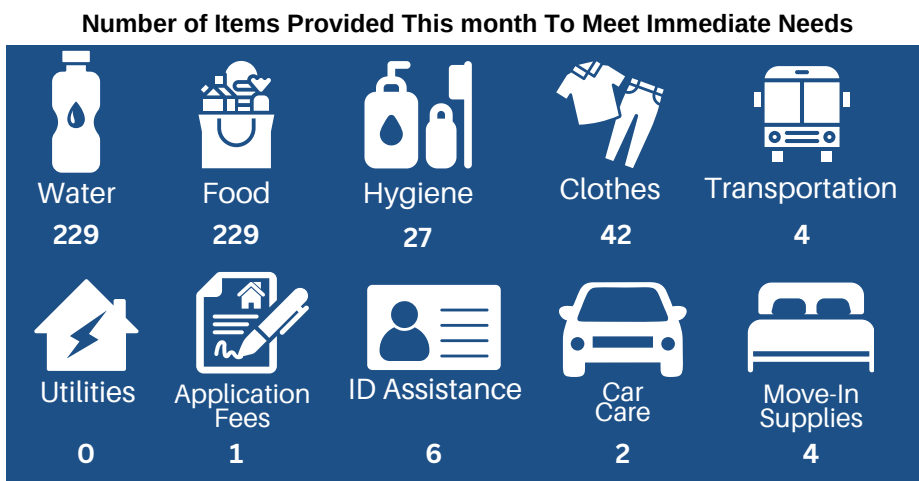 Number of Items Provided This month To Meet Immediate Needs
Water
Food
Hygiene
Clothes
Transportation
229
229
27
42
4
Utilities
Application
Fees
ID Assistance
Car
Care
Move-In
Supplies
0
1
6
2
4